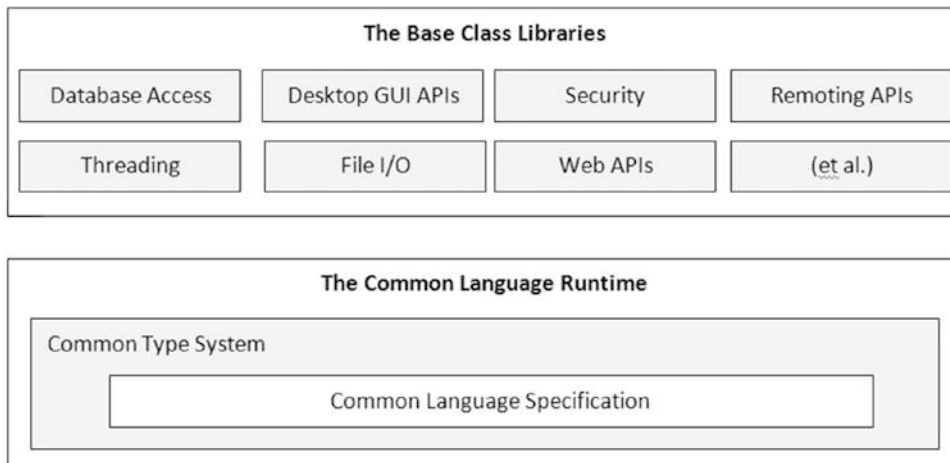 The Base Class Libraries
Database Access
Desktop GUI APIs
Security
Remoting APIs
Threading
File I/O
Web APIs
(et al.)
The Common Language Runtime
Common Type System
Common Language Specification